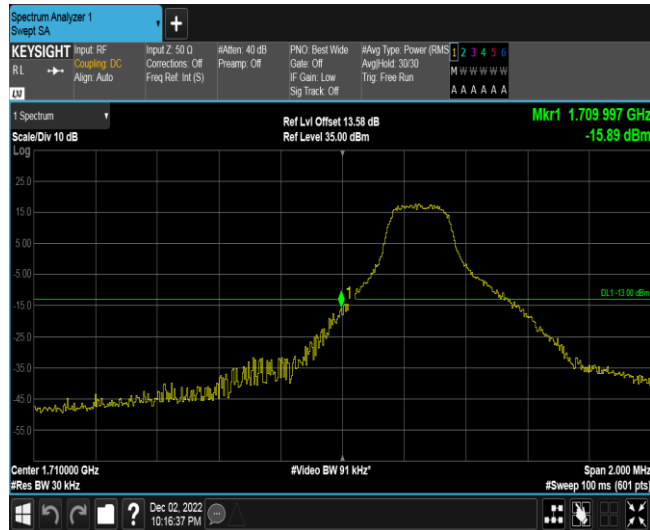 Spectrum Analyzer 1
Swept SA
KEYSIGHT Input: RF Input Z: 50 Ω #Atten: 40 dB PNO: Best Wide #Avg Type: Power (RMS 1 2 3 4 5 6
RL Coupling: DC Corrections: Off Preamp: Off Gate: Off Avg|Hold: 30/30 M W W W W W
Align: Auto Freq Ref: Int (S) IF Gain: Low Trig: Free Run
LXI Sig Track: Off A A A A A A
1 Spectrum Ref Lvl Offset 13.58 dB Mkr1 1.709 997 GHz
Scale/Div 10 dB Ref Level 35.00 dBm -15.89 dBm
Log
25.0
15.0
5.00
-5.00
1
DL1 -13.00 dBm
-15.0
-25.0
-35.0
-45.0
-55.0
Center 1.710000 GHz #Video BW 91 kHz* Span 2.000 MHz
#Res BW 30 kHz #Sweep 100 ms (601 pts)
? Dec 02, 2022
10:16:37 PM